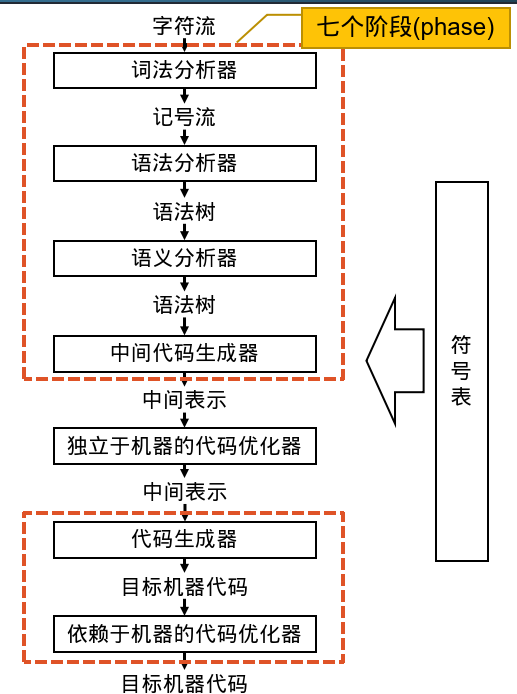 字符流
七个阶段(phase)
词法分析器
记号流
语法分析器
语法树
语义分析器
语法树
中间代码生成器
中间表示
独立于机器的代码优化器
中间表示
代码生成器
目标机器代码
依赖于机器的代码优化器
目标机器代码
符
号
表